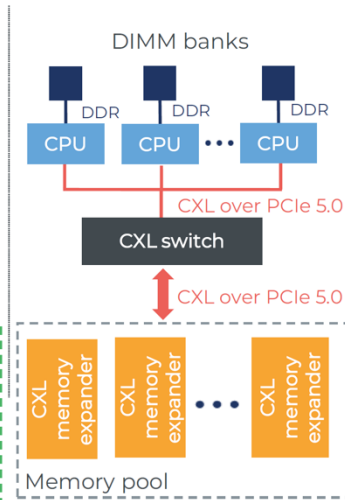 DIMM banks
DDR DDR DDR
CPU CPU CPU
CXL over PCIe 5.0
CXL switch
CXL over PCIe 5.0
CXL
memory
expander
CXL
memory
expander
CXL
memory
expander
Memory pool